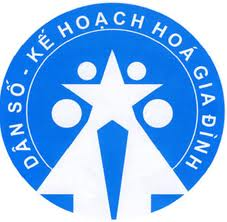 DÂN SỐ - KẾ HOẠCH HOÁ GIA ĐÌNH